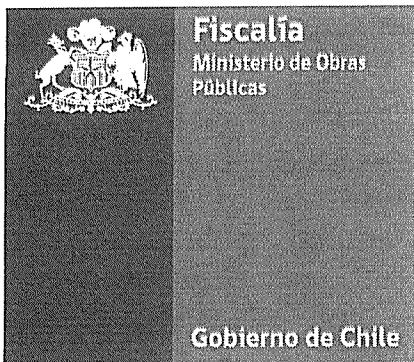 Fiscalía
Ministerio de Obras
Públicas
Gobierno de Chile